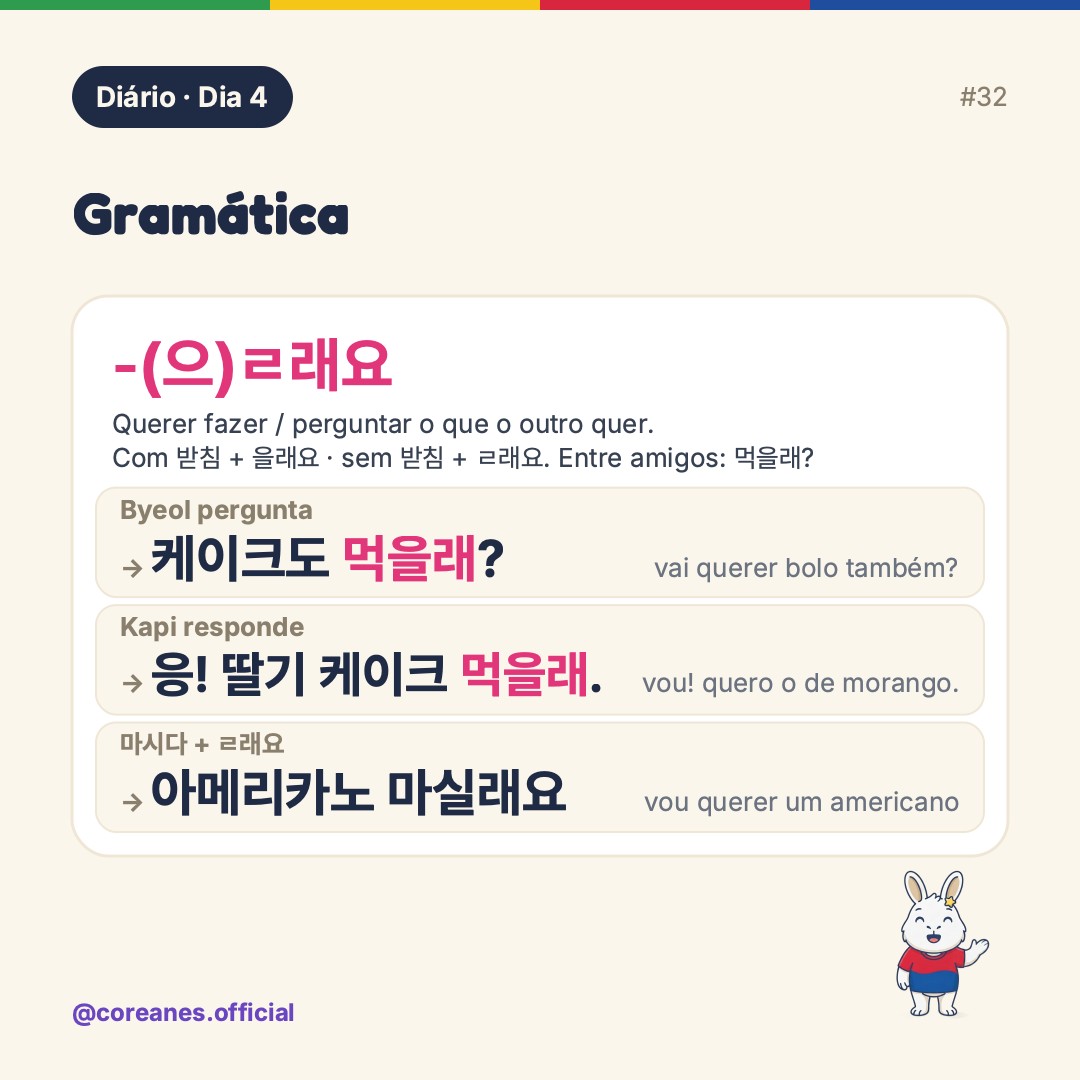 Diário · Dia 4
#32
Gramática
-(으)ㄹ래요
Querer fazer / perguntar o que o outro quer.
Com 받침 + 을래요 · sem 받침 + ㄹ래요. Entre amigos: 먹을래?
Byeol pergunta
→ 케이크도 먹을래? vai querer bolo também?
Kapi responde
→ 응! 딸기 케이크 먹을래. vou! quero o de morango.
마시다 + ㄹ래요
→ 아메리카노 마실래요 vou querer um americano
@coreanes.official